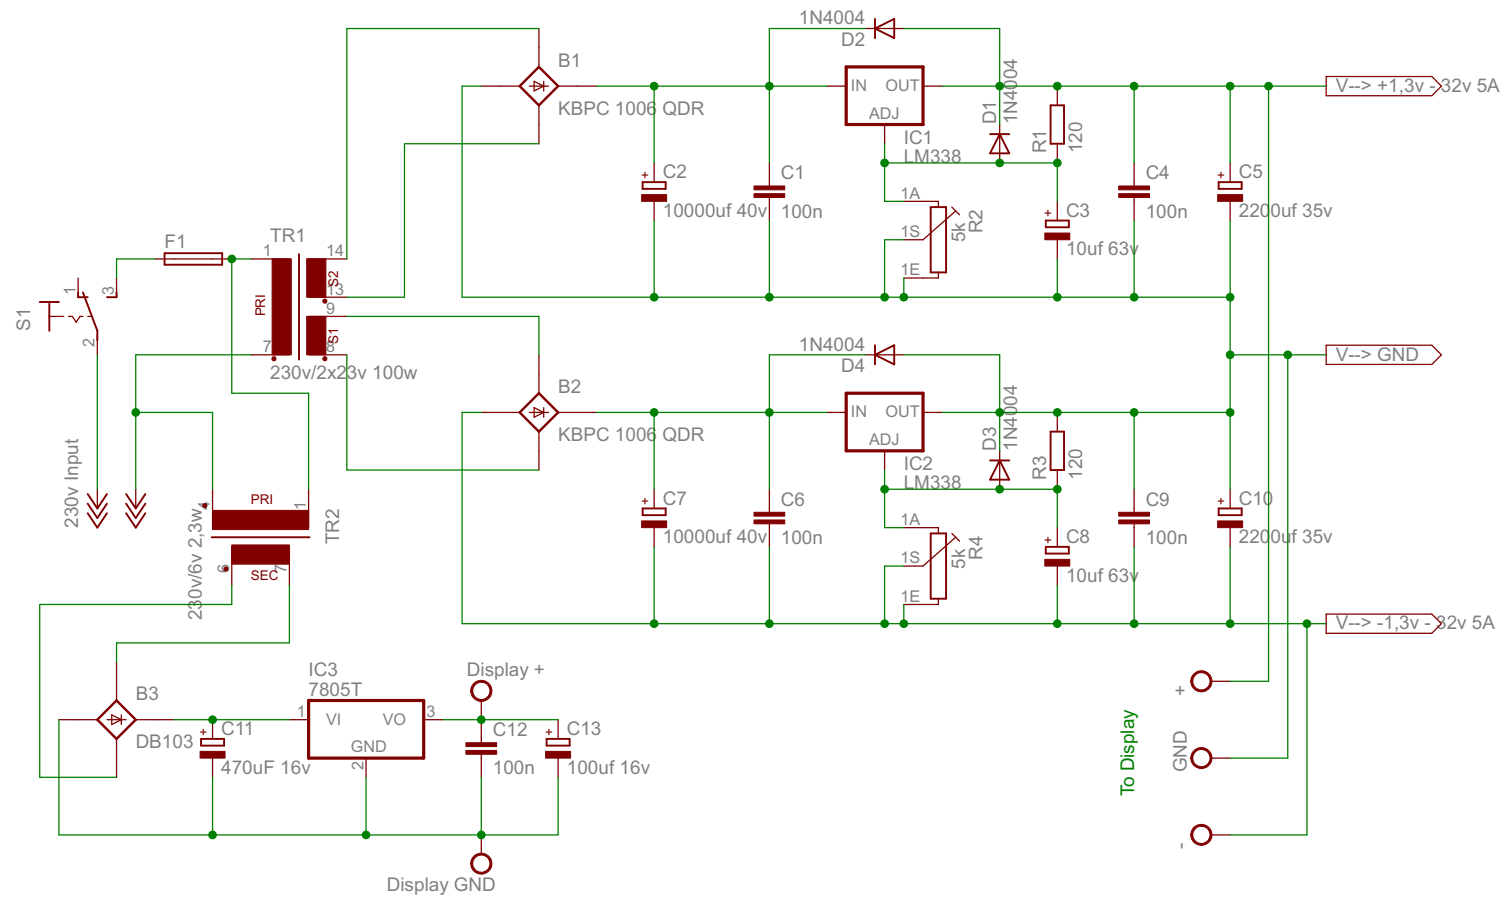 1N4004
D2
B1
KBPC 1006 QDR
IN OUT
ADJ
IC1
LM338
D1
1N4004
R1
120
V--> +1,3v - 32v 5A
C2
10000uf 40v
C1
100n
1A
1S
1E
5k
R2
C3
10uf 63v
C4
100n
C5
2200uf 35v
F1
TR1
1
7
PRI
14
S2
13
9
S1
8
230v/2x23v 100w
S1
1
3
2
1N4004
D4
V--> GND
B2
KBPC 1006 QDR
IN OUT
ADJ
IC2
LM338
D3
1N4004
R3
120
C7
10000uf 40v
C6
100n
1A
1S
1E
5k
R4
C8
10uf 63v
C9
100n
C10
2200uf 35v
V--> -1,3v - 32v 5A
230v Input
PRI
1
TR2
SEC
6
7
230v/6v 2,3w
B3
DB103
C11
470uF 16v
IC3
7805T
1
VI VO
3
GND
2
Display +
C12
100n
C13
100uf 16v
Display GND
To Display
+
GND
-